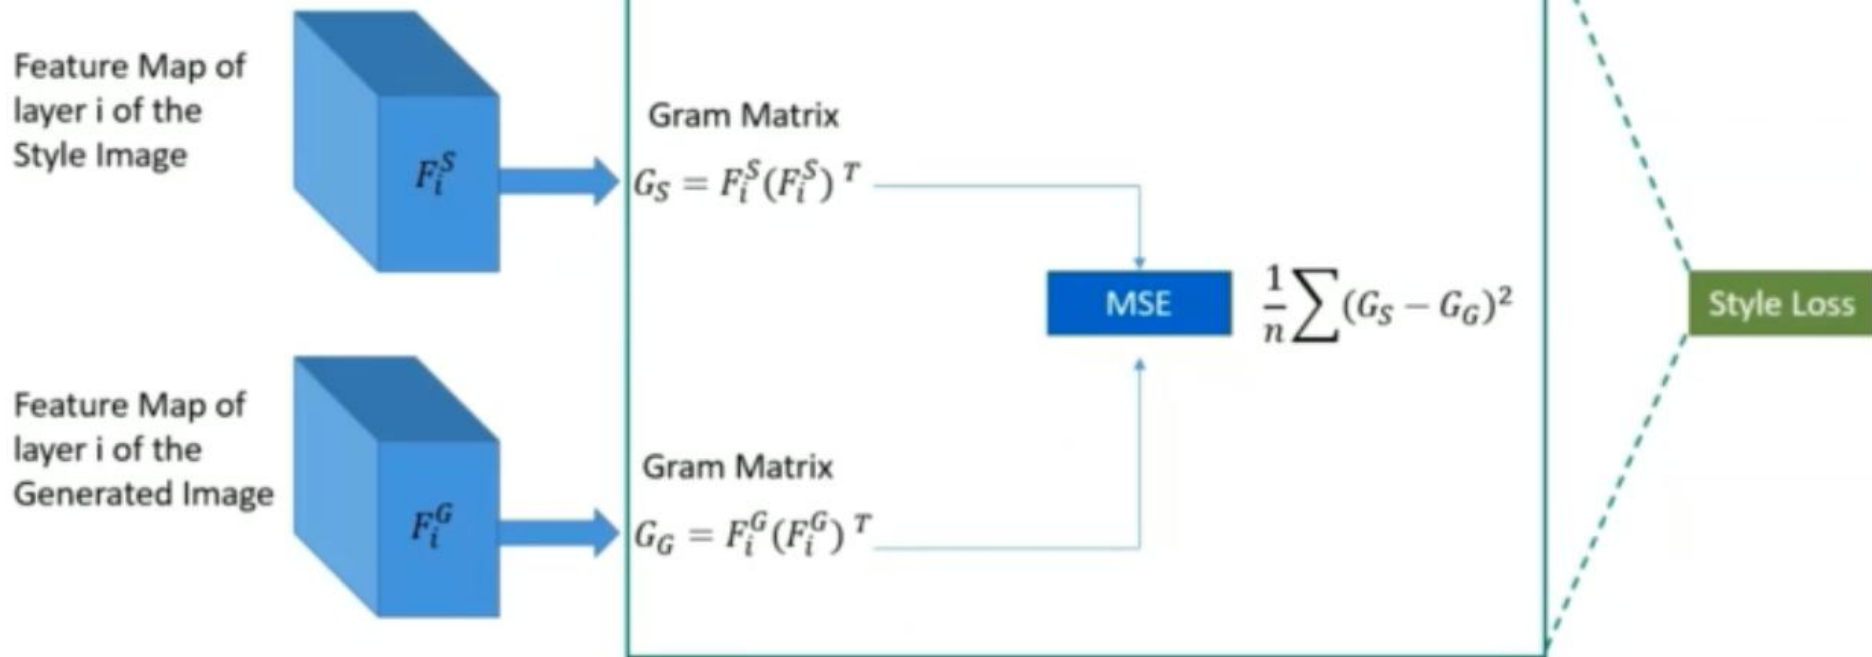 Feature Map of
layer i of the
Style Image
F_i^S
Gram Matrix
G_S = F_i^S(F_i^S)^T
MSE
1/n ∑(G_S − G_G)^2
Style Loss
Feature Map of
layer i of the
Generated Image
F_i^G
Gram Matrix
G_G = F_i^G(F_i^G)^T